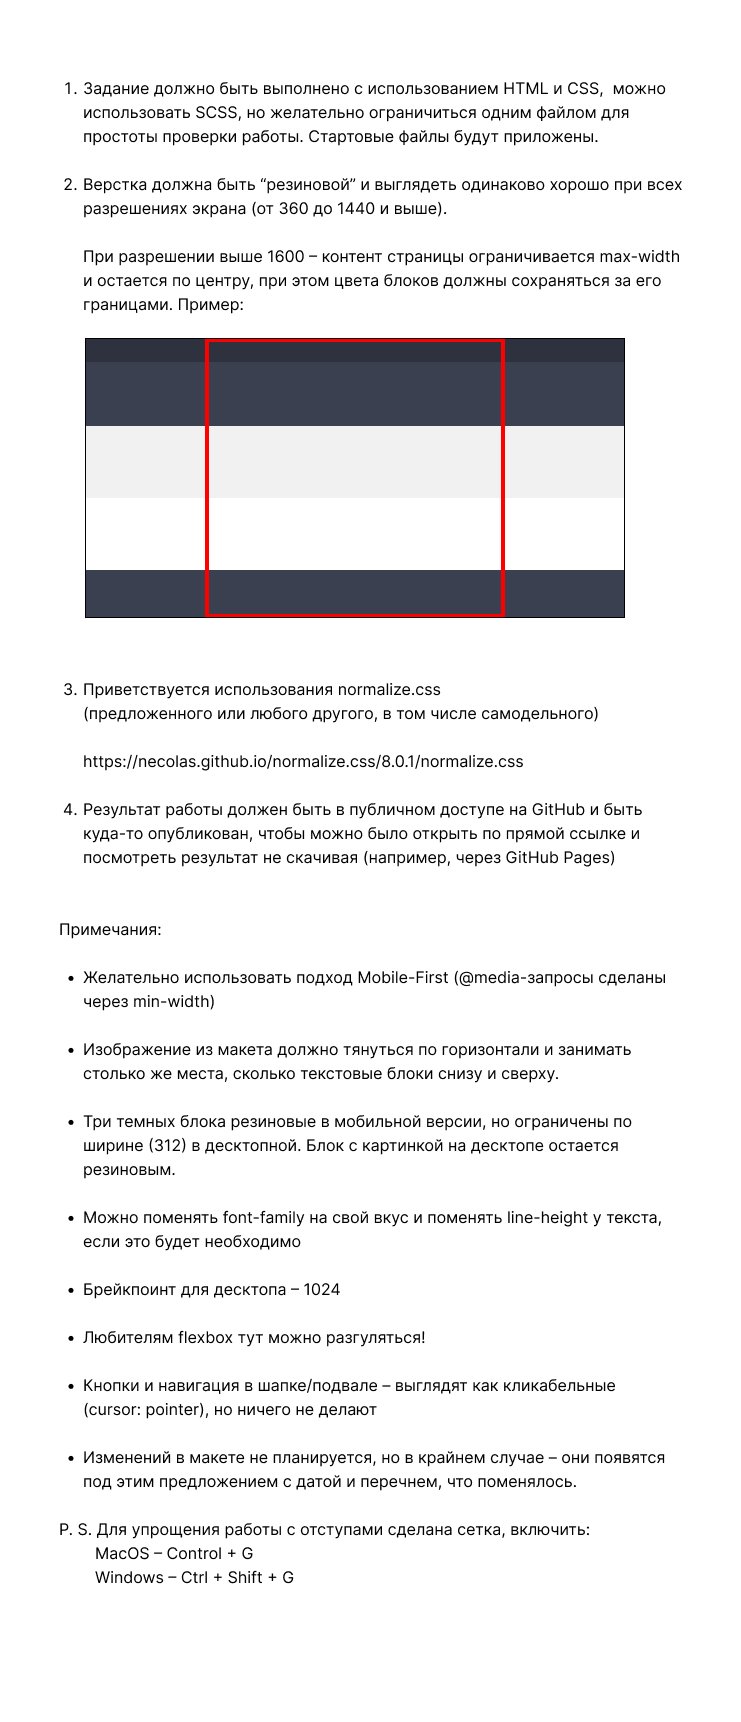 1. Задание должно быть выполнено с использованием HTML и CSS,  можно
использовать SCSS, но желательно ограничиться одним файлом для
простоты проверки работы. Стартовые файлы будут приложены.
2. Верстка должна быть “резиновой” и выглядеть одинаково хорошо при всех
разрешениях экрана (от 360 до 1440 и выше).
При разрешении выше 1600 – контент страницы ограничивается max-width
и остается по центру, при этом цвета блоков должны сохраняться за его
границами. Пример:
3. Приветствуется использования normalize.css
(предложенного или любого другого, в том числе самодельного)
https://necolas.github.io/normalize.css/8.0.1/normalize.css
4. Результат работы должен быть в публичном доступе на GitHub и быть
куда-то опубликован, чтобы можно было открыть по прямой ссылке и
посмотреть результат не скачивая (например, через GitHub Pages)
Примечания:
• Желательно использовать подход Mobile-First (@media-запросы сделаны
через min-width)
• Изображение из макета должно тянуться по горизонтали и занимать
столько же места, сколько текстовые блоки снизу и сверху.
• Три темных блока резиновые в мобильной версии, но ограничены по
ширине (312) в десктопной. Блок с картинкой на десктопе остается
резиновым.
• Можно поменять font-family на свой вкус и поменять line-height у текста,
если это будет необходимо
• Брейкпоинт для десктопа – 1024
• Любителям flexbox тут можно разгуляться!
• Кнопки и навигация в шапке/подвале – выглядят как кликабельные
(cursor: pointer), но ничего не делают
• Изменений в макете не планируется, но в крайнем случае – они появятся
под этим предложением с датой и перечнем, что поменялось.
P. S. Для упрощения работы с отступами сделана сетка, включить:
MacOS – Control + G
Windows – Ctrl + Shift + G